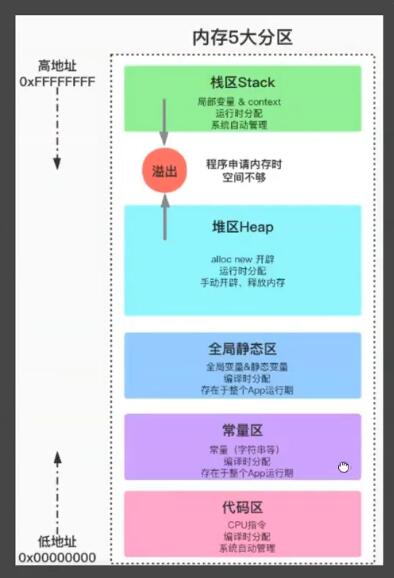 内存5大分区
高地址
0xFFFFFFFF
栈区Stack
局部变量 & context
运行时分配
系统自动管理
溢出
程序申请内存时
空间不够
堆区Heap
alloc new 开辟
运行时分配
手动开辟、释放内存
全局静态区
全局变量&静态变量
编译时分配
存在于整个App运行期
常量区
常量（字符串等）
编译时分配
存在于整个App运行期
代码区
CPU指令
编译时分配
系统自动管理
低地址
0x00000000